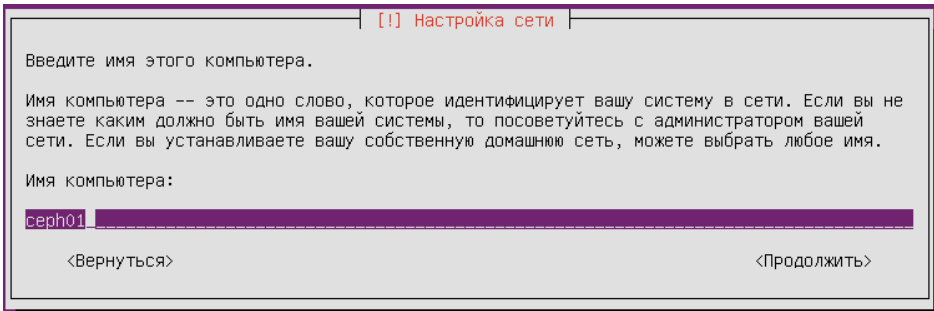 [!] Настройка сети
Введите имя этого компьютера.
Имя компьютера -- это одно слово, которое идентифицирует вашу систему в сети. Если вы не
знаете каким должно быть имя вашей системы, то посоветуйтесь с администратором вашей
сети. Если вы устанавливаете вашу собственную домашнюю сеть, можете выбрать любое имя.
Имя компьютера:
ceph01
<Вернуться> <Продолжить>